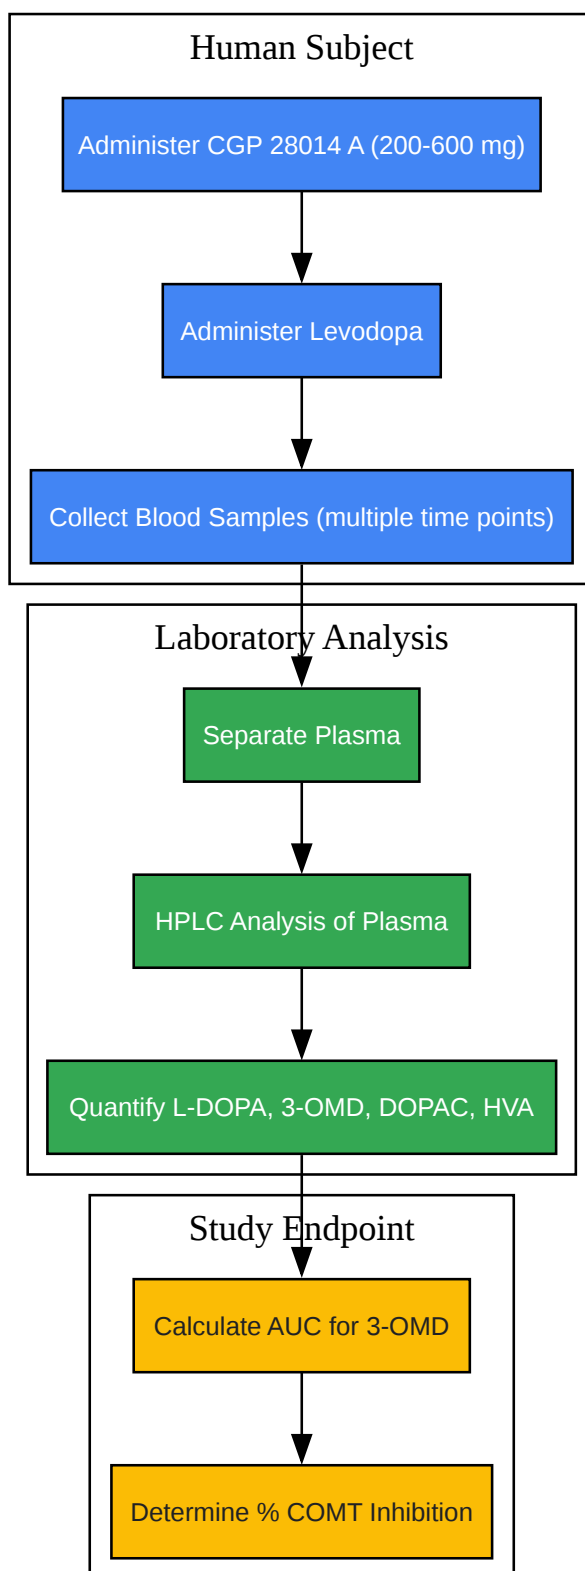 Human Subject
Administer CGP 28014 A (200-600 mg)
Administer Levodopa
Collect Blood Samples (multiple time points)
Laboratory Analysis
Separate Plasma
HPLC Analysis of Plasma
Quantify L-DOPA, 3-OMD, DOPAC, HVA
Study Endpoint
Calculate AUC for 3-OMD
Determine % COMT Inhibition